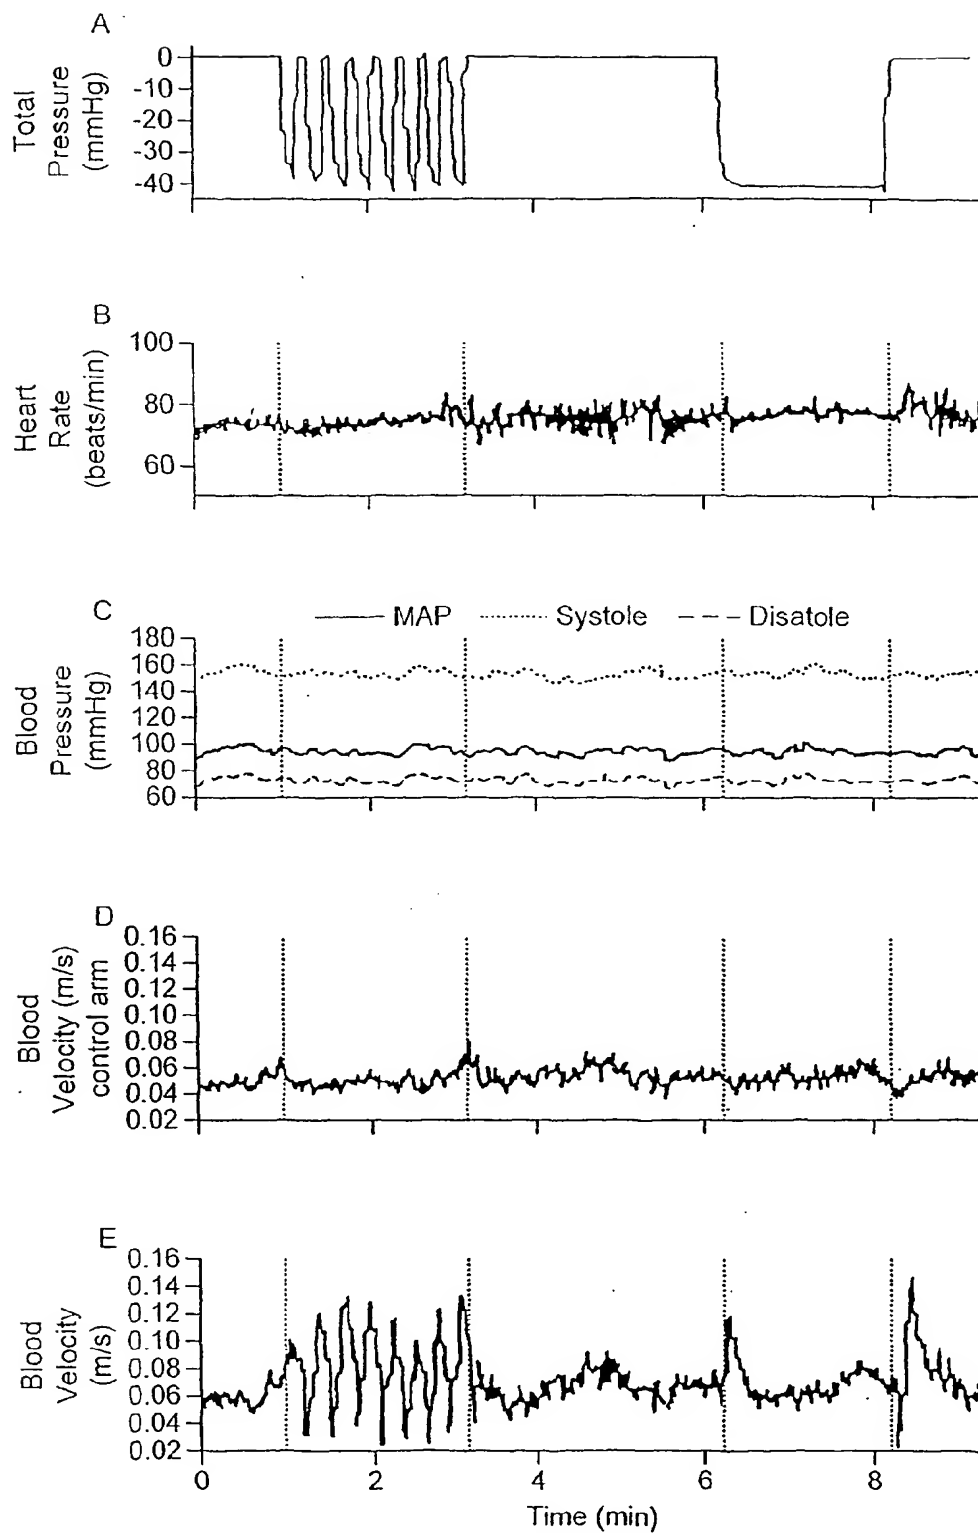 A
Total
Pressure
(mmHg)
0
-10
-20
-30
-40
B
Heart
Rate
(beats/min)
100
80
60
C
MAP Systole Disatole
Blood
Pressure
(mmHg)
180
160
140
120
100
80
60
D
Blood
Velocity (m/s)
control arm
0.16
0.14
0.12
0.10
0.08
0.06
0.04
0.02
E
Blood
Velocity
(m/s)
0.16
0.14
0.12
0.10
0.08
0.06
0.04
0.02
0 2 4 6 8
Time (min)